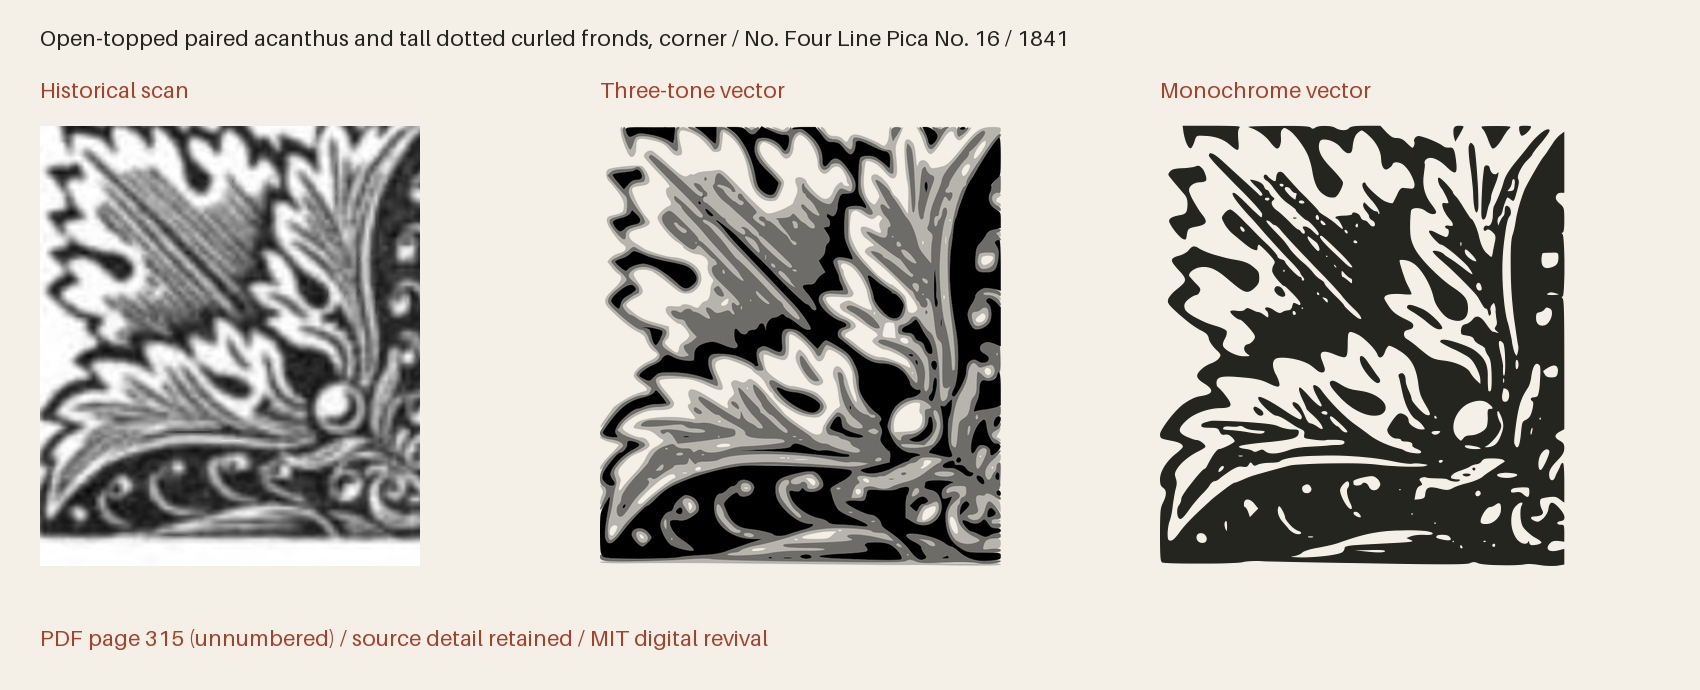 Open-topped paired acanthus and tall dotted curled fronds, corner / No. Four Line Pica No. 16 / 1841
Historical scan
Three-tone vector
Monochrome vector
PDF page 315 (unnumbered) / source detail retained / MIT digital revival